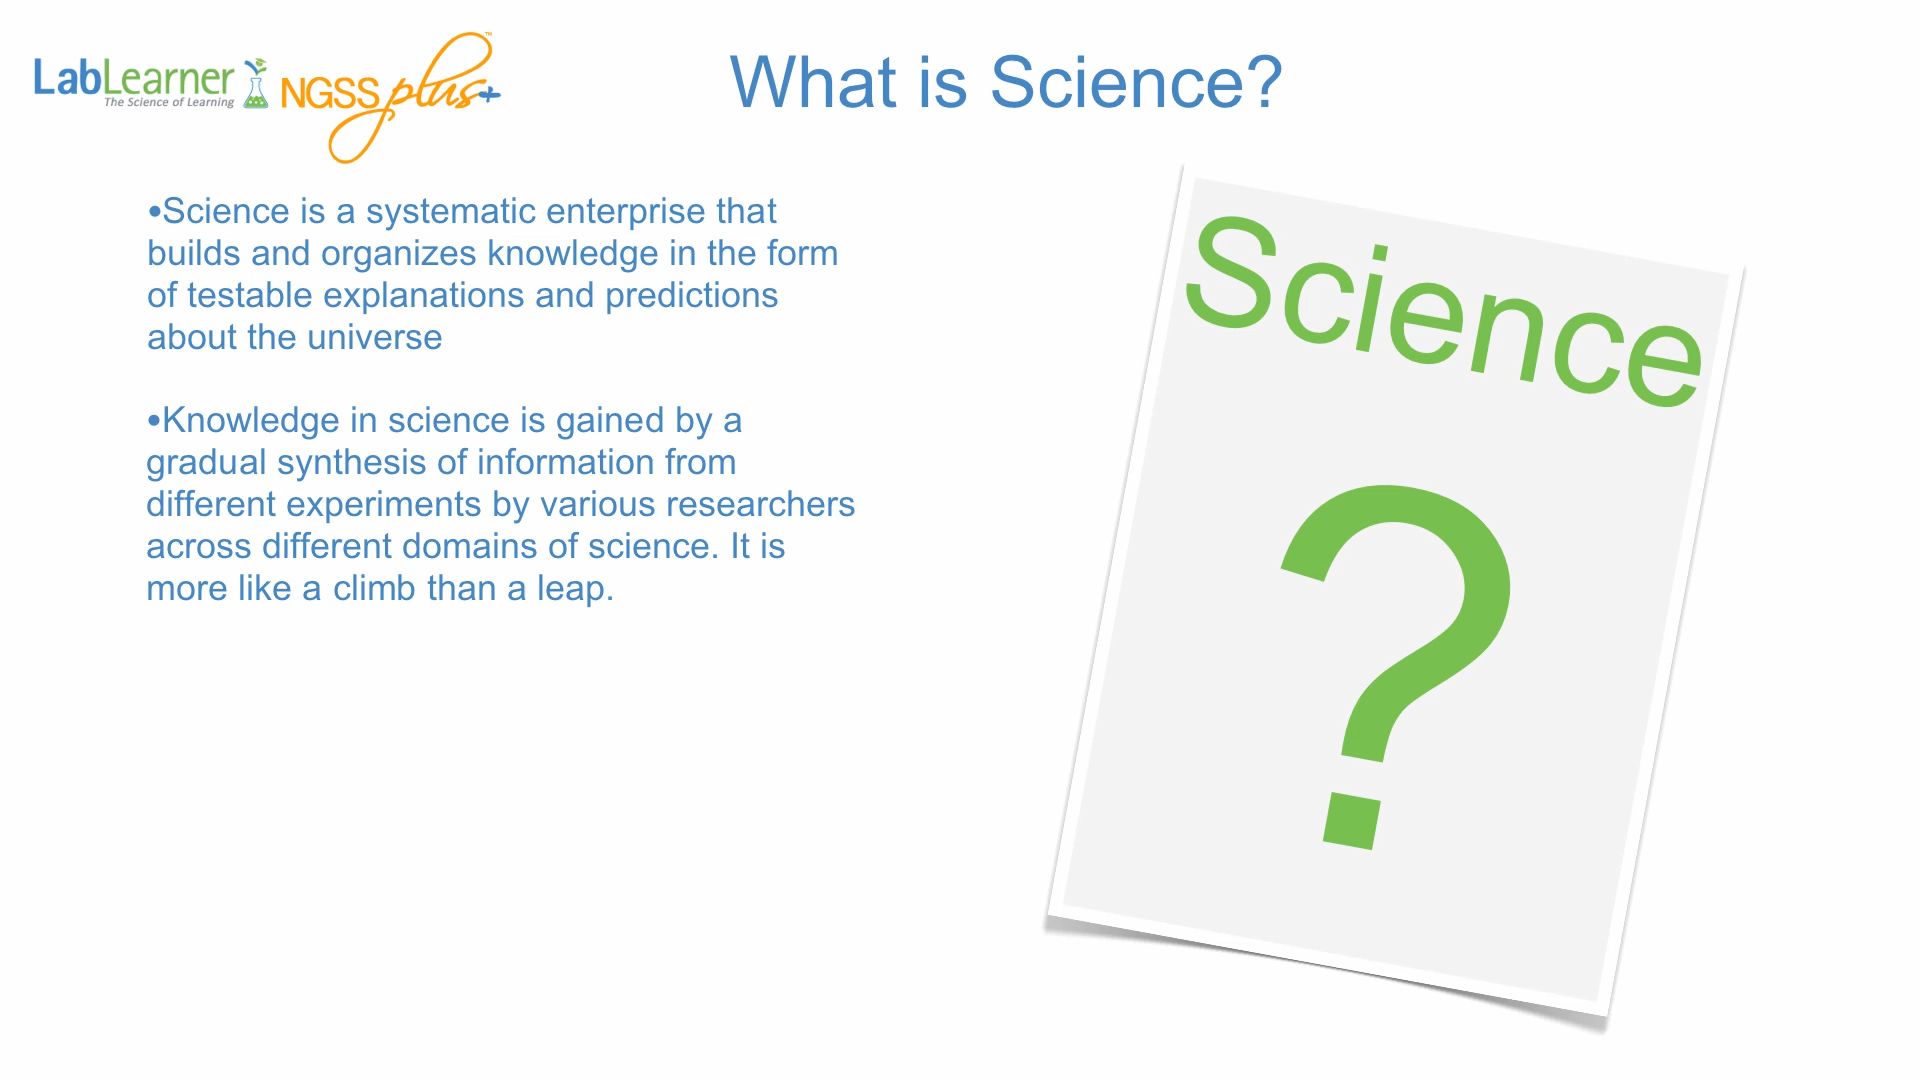 LabLearner
The Science of Learning
NGSS plus+
™
What is Science?
•Science is a systematic enterprise that
builds and organizes knowledge in the form
of testable explanations and predictions
about the universe
•Knowledge in science is gained by a
gradual synthesis of information from
different experiments by various researchers
across different domains of science. It is
more like a climb than a leap.
Science
?